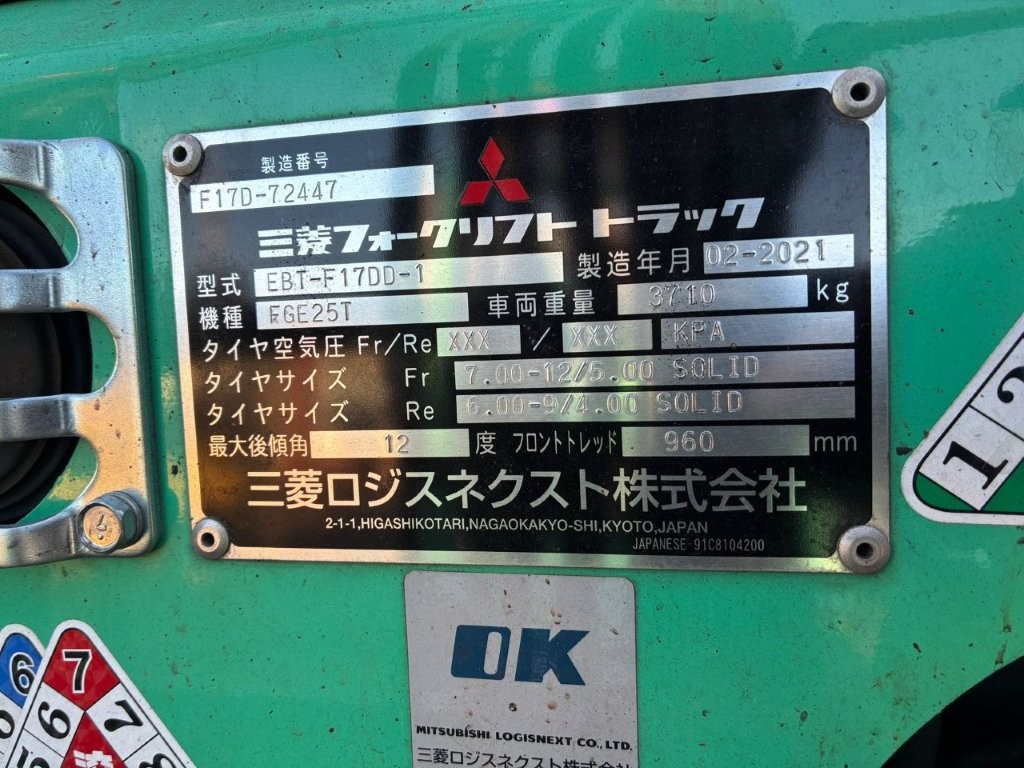 製造番号
F17D-72447
三菱フォークリフト トラック
型式 EBT-F17DD-1 製造年月 02-2021
機種 FGE25T 車両重量 3710 kg
タイヤ空気圧 Fr/Re XXX / XXX KPA
タイヤサイズ Fr 7.00-12/5.00 SOLID
タイヤサイズ Re 6.00-9/4.00 SOLID
最大後傾角 12 度 フロントトレッド 960 mm
三菱ロジスネクスト株式会社
2-1-1,HIGASHIKOTARI,NAGAOKAKYO-SHI,KYOTO,JAPAN
JAPANESE 91C8104200
1 2
OK
MITSUBISHI LOGISNEXT CO.,LTD.
三菱ロジスネクスト株式会社
6
7
6 7
8